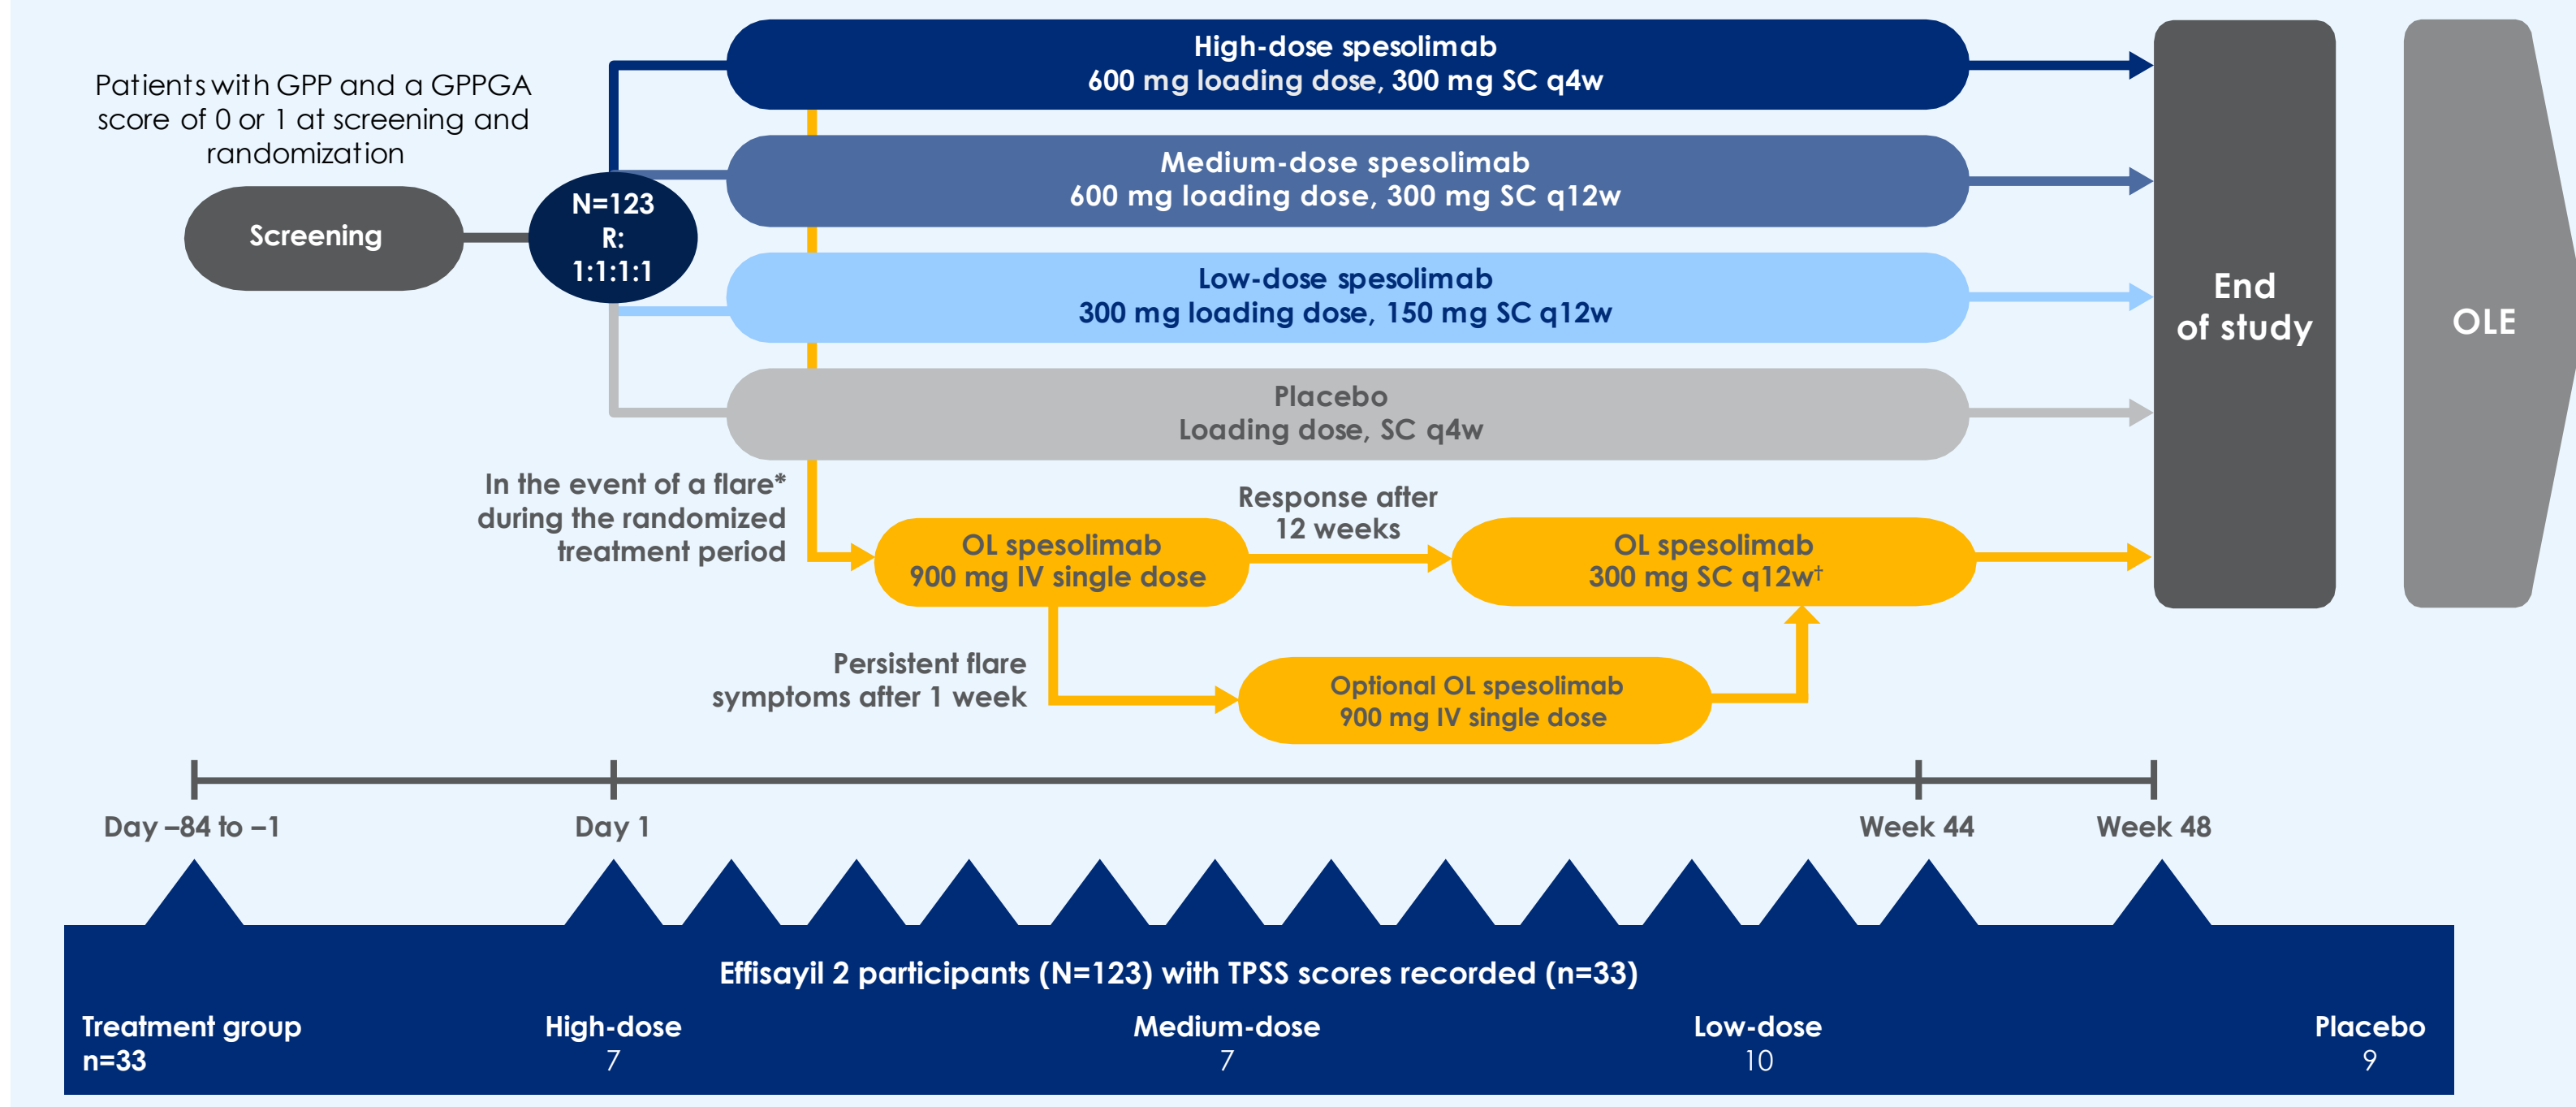 Patients with GPP and a GPPGA
score of 0 or 1 at screening and
randomization
Screening
N=123
R:
1:1:1:1
High-dose spesolimab
600 mg loading dose, 300 mg SC q4w
Medium-dose spesolimab
600 mg loading dose, 300 mg SC q12w
Low-dose spesolimab
300 mg loading dose, 150 mg SC q12w
Placebo
Loading dose, SC q4w
End
of study
OLE
In the event of a flare*
during the randomized
treatment period
OL spesolimab
900 mg IV single dose
Response after
12 weeks
OL spesolimab
300 mg SC q12w†
Persistent flare
symptoms after 1 week
Optional OL spesolimab
900 mg IV single dose
Day –84 to –1
Day 1
Week 44
Week 48
Effisayil 2 participants (N=123) with TPSS scores recorded (n=33)
Treatment group
n=33
High-dose
7
Medium-dose
7
Low-dose
10
Placebo
9